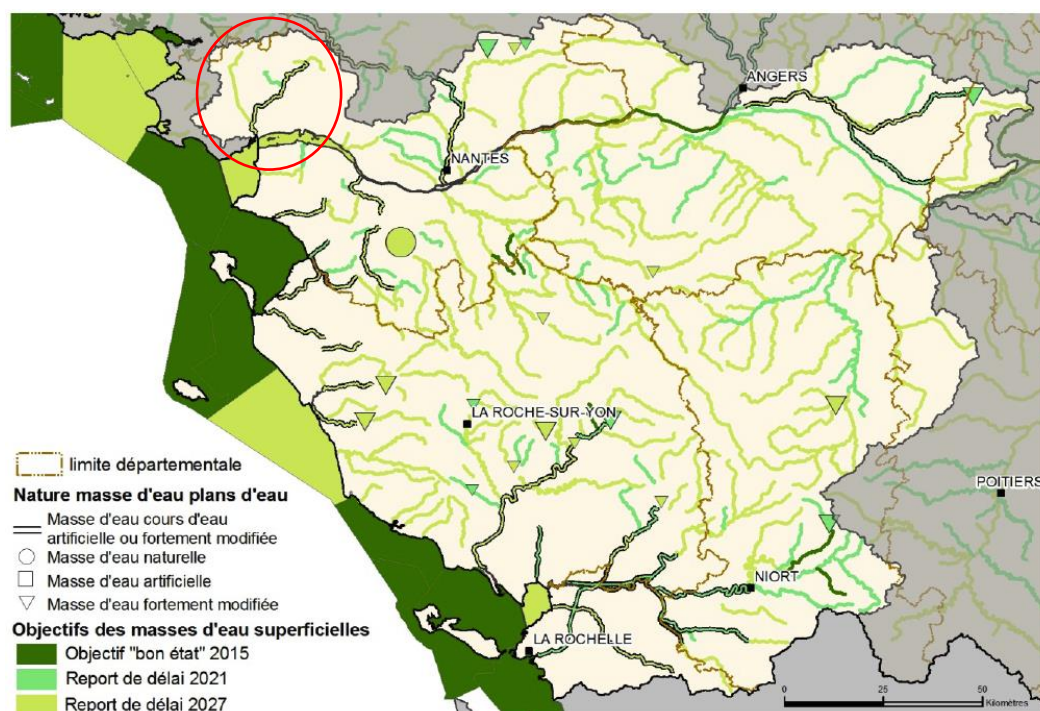 ANGERS
NANTES
LA ROCHE-SUR-YON
POITIERS
NIORT
LA ROCHELLE
limite départementale
Nature masse d'eau plans d'eau
Masse d'eau cours d'eau
artificielle ou fortement modifiée
Masse d'eau naturelle
Masse d'eau artificielle
Masse d'eau fortement modifiée
Objectifs des masses d'eau superficielles
Objectif "bon état" 2015
Report de délai 2021
Report de délai 2027
0 25 50
Kilomètres